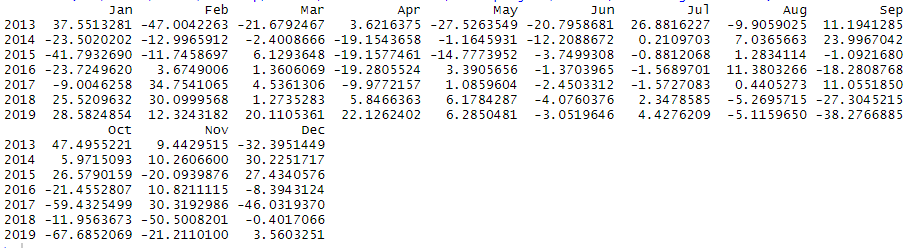 Jan Feb Mar Apr May Jun Jul Aug Sep
2013 37.5513281 -47.0042263 -21.6792467 3.6216375 -27.5263549 -20.7958681 26.8816227 -9.9059025 11.1941285
2014 -23.5020202 -12.9965912 -2.4008666 -19.1543658 -1.1645931 -12.2088672 0.2109703 7.0365663 23.9967042
2015 -41.7932690 -11.7458697 6.1293648 -19.1577461 -14.7773952 -3.7499308 -0.8812068 1.2834114 -1.0921680
2016 -23.7249620 3.6749006 1.3606069 -19.2805524 3.3905656 -1.3703965 -1.5689701 11.3803266 -18.2808768
2017 -9.0046258 34.7541065 4.5361306 -9.9772157 1.0859604 -2.4503312 -1.5727083 0.4405273 11.0551850
2018 25.5209632 30.0999568 1.2735283 5.8466363 6.1784287 -4.0760376 2.3478585 -5.2695715 -27.3045215
2019 28.5824854 12.3243182 20.1105361 22.1262402 6.2850481 -3.0519646 4.4276209 -5.1159650 -38.2766885
Oct Nov Dec
2013 47.4955221 9.4429515 -32.3951449
2014 5.9715093 10.2606600 30.2251717
2015 26.5790159 -20.0939876 27.4340576
2016 -21.4552807 10.8211115 -8.3943124
2017 -59.4325499 30.3192986 -46.0319370
2018 -11.9563673 -50.5008201 -0.4017066
2019 -67.6852069 -21.2110100 3.5603251